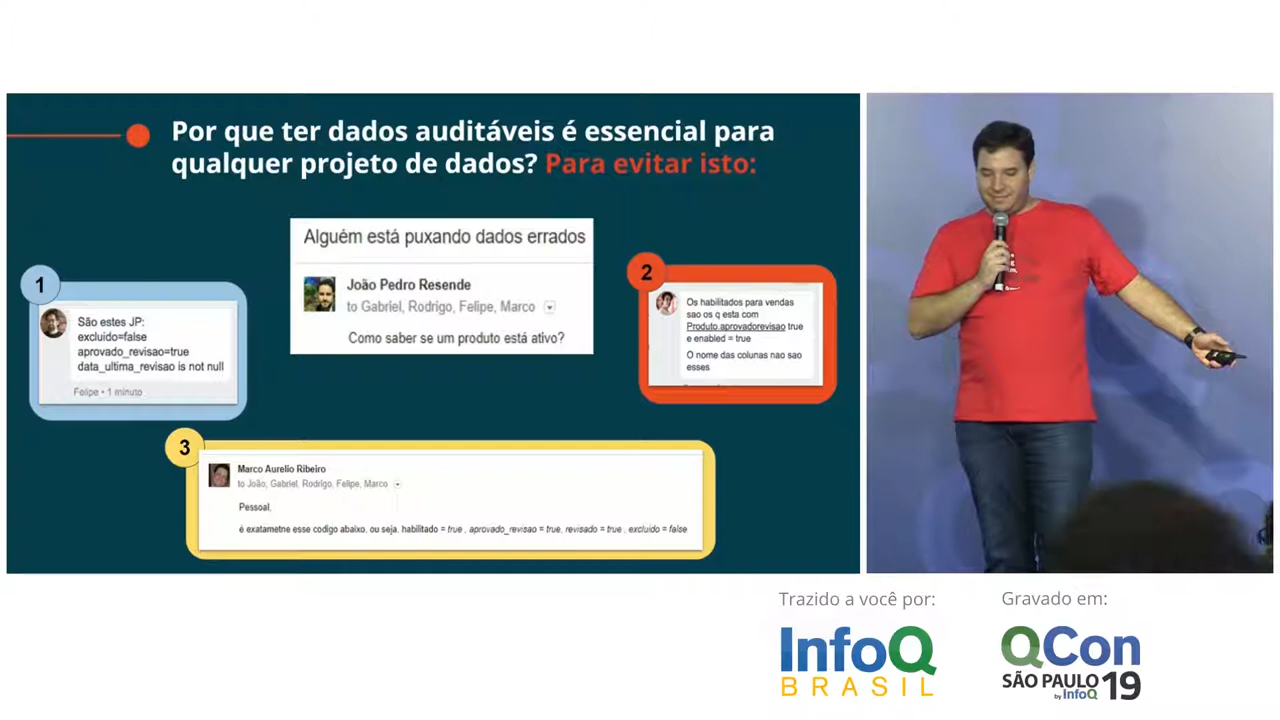 Por que ter dados auditáveis é essencial para
qualquer projeto de dados? Para evitar isto:
Alguém está puxando dados errados
João Pedro Resende
to Gabriel, Rodrigo, Felipe, Marco
Como saber se um produto está ativo?
1
São estes JP:
excluido=false
aprovado_revisao=true
data_ultima_revisao is not null
Felipe • 1 minuto
2
Os habilitados para vendas
sao os q esta com
Produto.aprovadorevisao true
e enabled = true
O nome das colunas nao sao
esses
3
Marco Aurelio Ribeiro
to João, Gabriel, Rodrigo, Felipe, Marco
Pessoal,
é exatametne esse codigo abaixo, ou seja, habilitado = true , aprovado_revisao = true, revisado = true , excluido = false
Trazido a você por:
InfoQ
BRASIL
Gravado em:
QCon
SÃO PAULO 19
by InfoQ